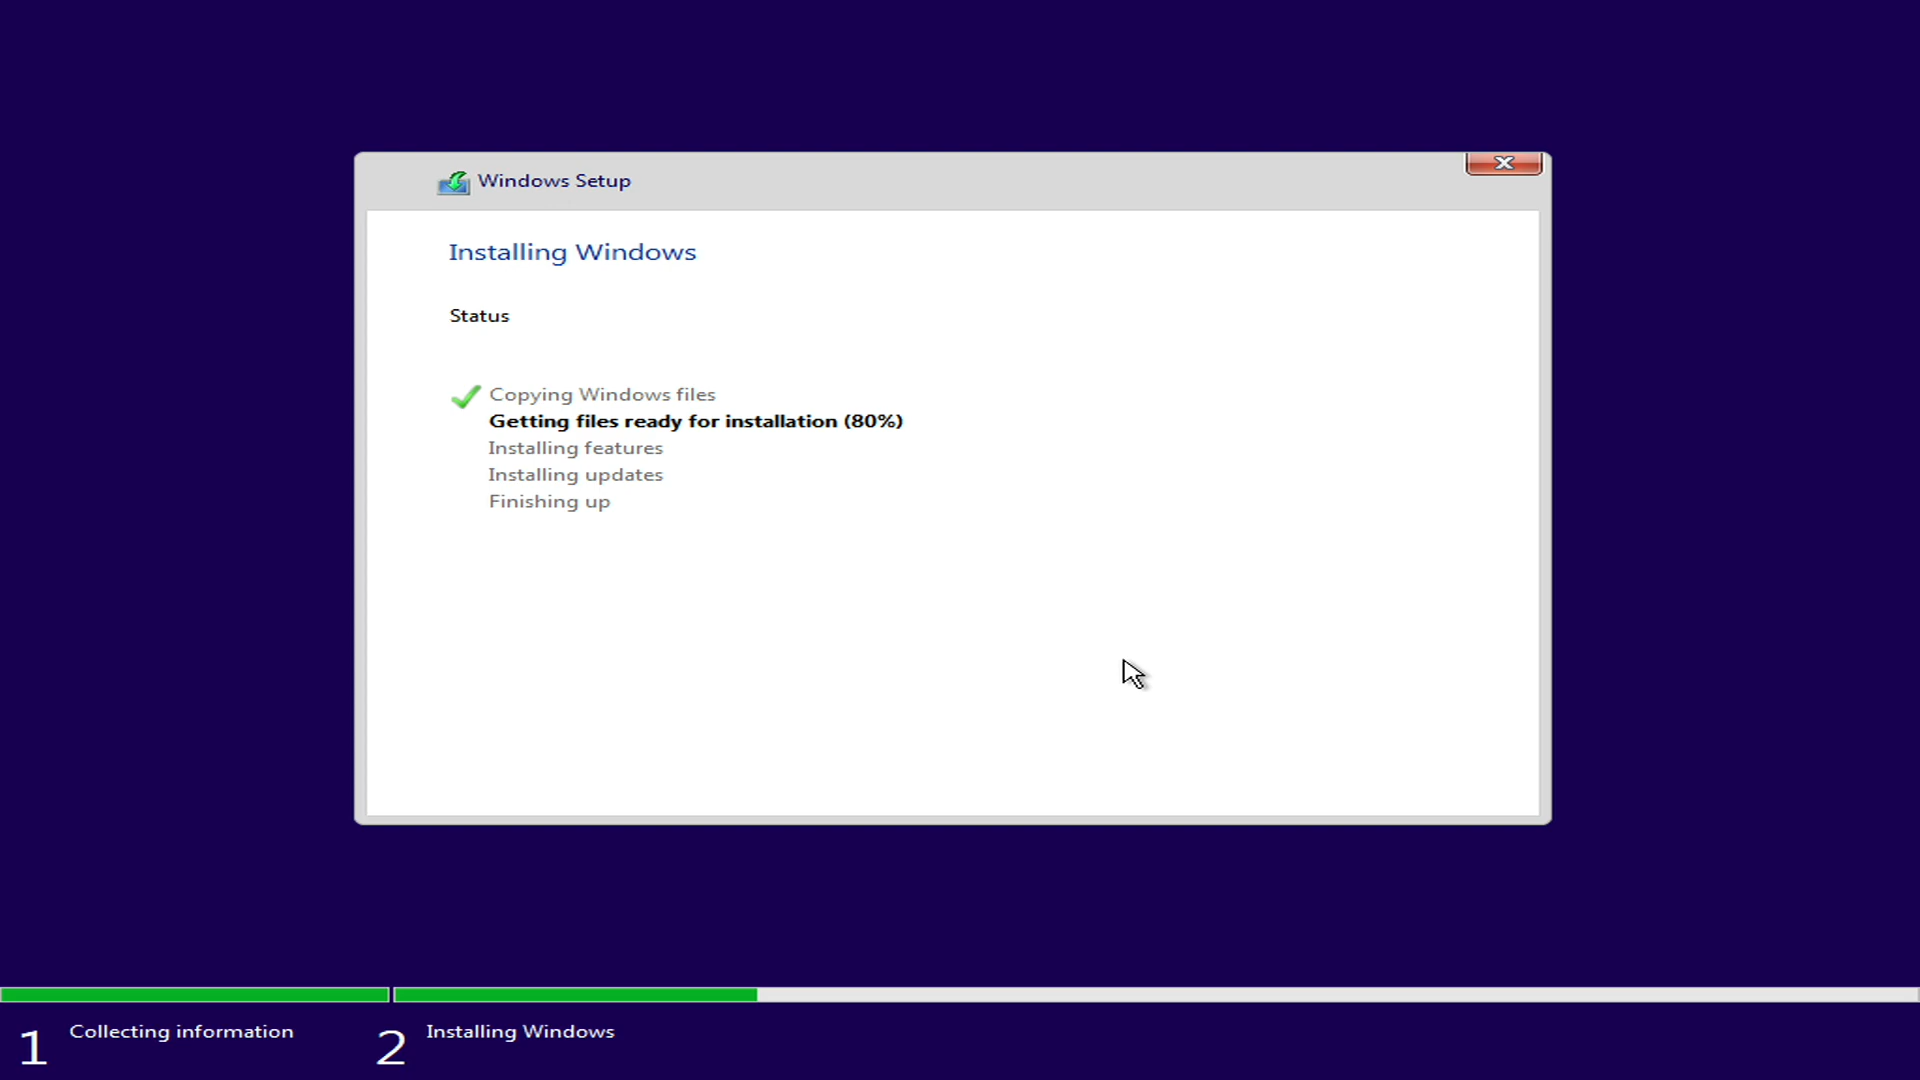 Windows Setup
Installing Windows
Status
Copying Windows files
Getting files ready for installation (80%)
Installing features
Installing updates
Finishing up
1 Collecting information
2 Installing Windows